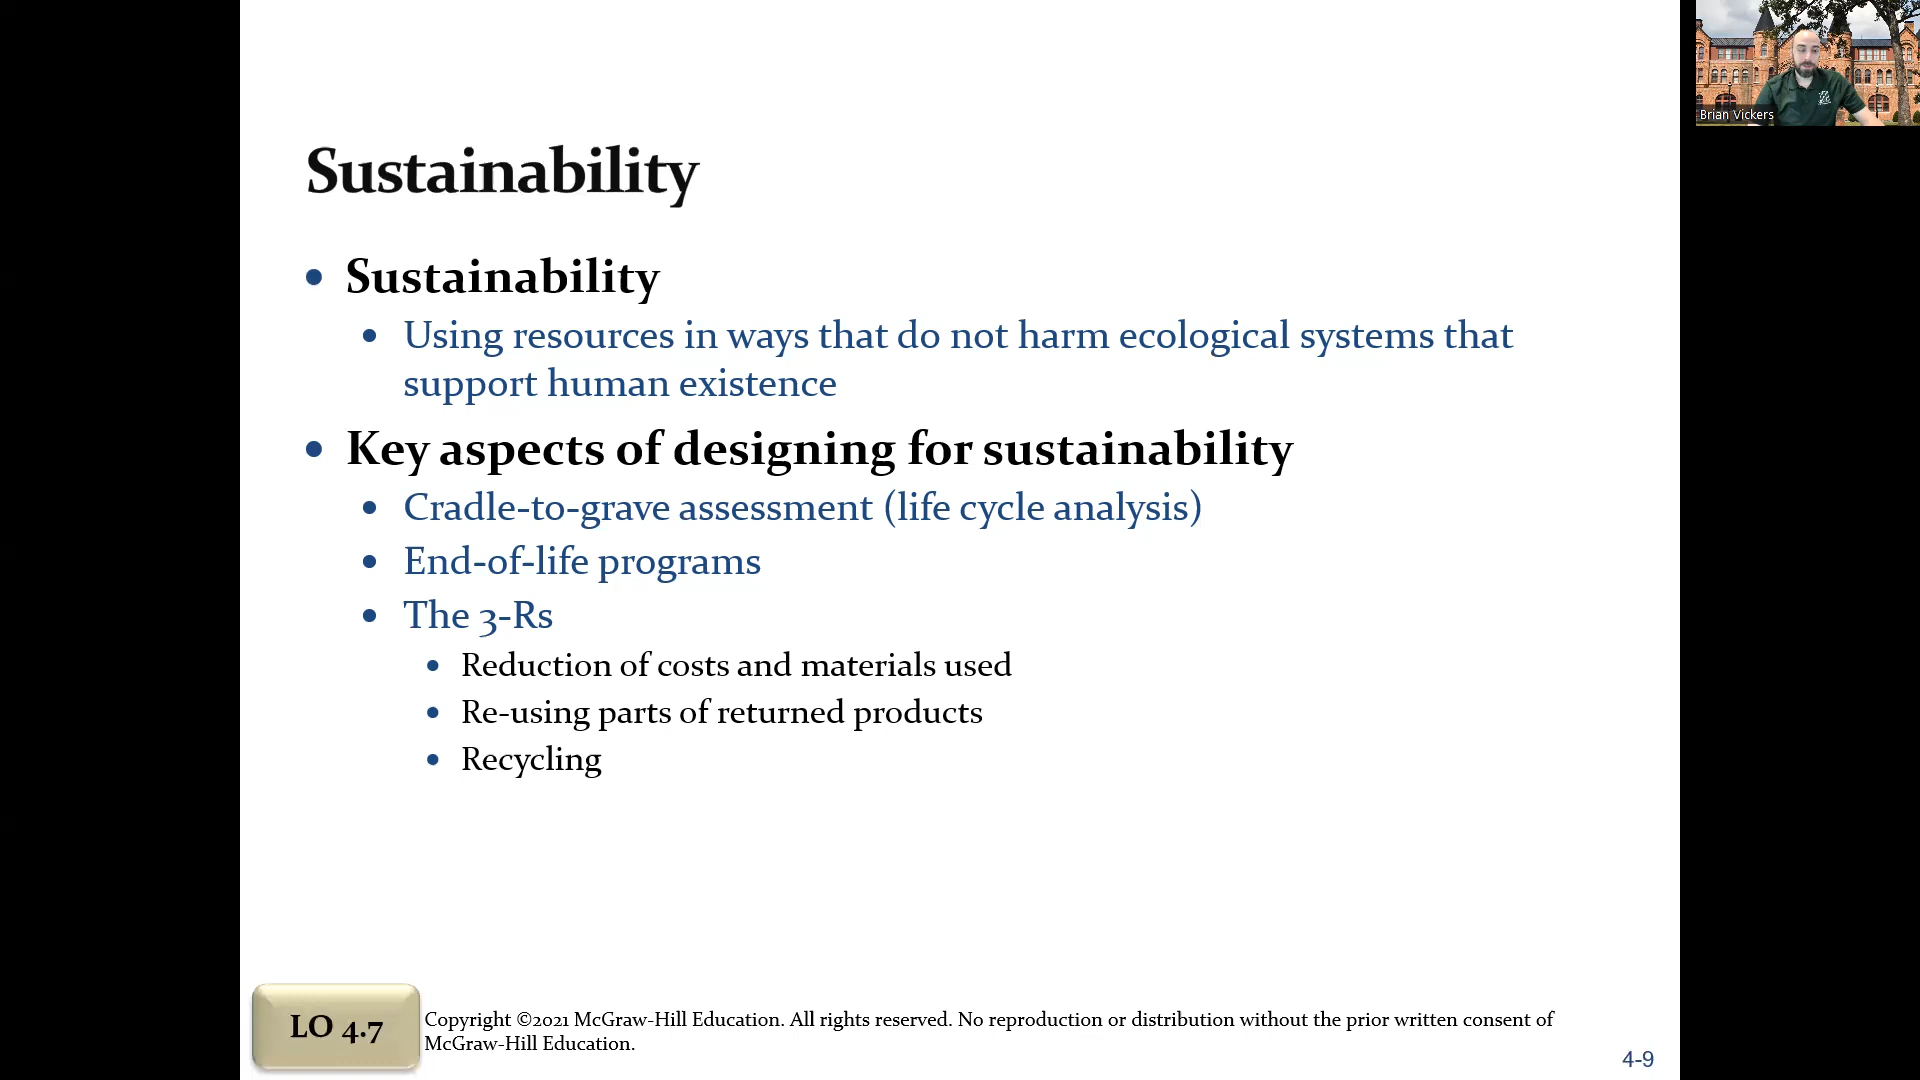 Sustainability
• Sustainability
• Using resources in ways that do not harm ecological systems that
support human existence
• Key aspects of designing for sustainability
• Cradle-to-grave assessment (life cycle analysis)
• End-of-life programs
• The 3-Rs
• Reduction of costs and materials used
• Re-using parts of returned products
• Recycling
LO 4.7
Copyright ©2021 McGraw-Hill Education. All rights reserved. No reproduction or distribution without the prior written consent of
McGraw-Hill Education.
4-9
Brian Vickers